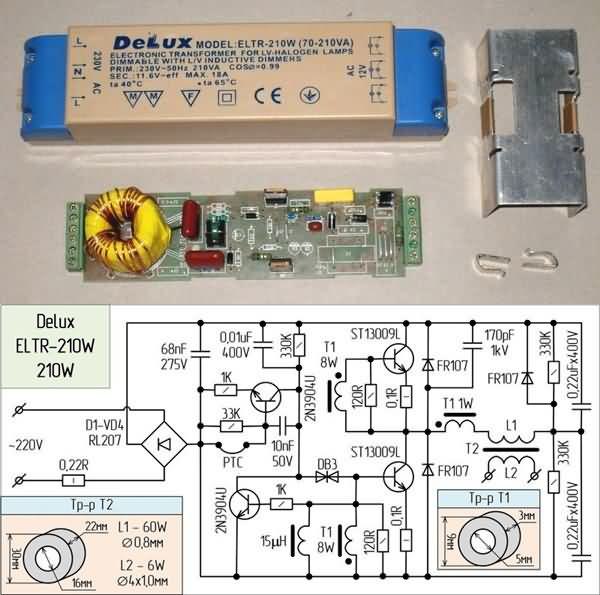 DeLux MODEL:ELTR-210W (70-210VA)
ELECTRONIC TRANSFORMER FOR LV-HALOGEN LAMPS
DIMMABLE WITH L/V INDUCTIVE DIMMERS
PRIM.:230V~50Hz 210VA COSø=0.99
SEC.:11.6V-eff MAX. 18A
ta 40°C
ta 65°C
M
M
F
CE
L
N
L
230V AC
AC 12V
Delux
ELTR-210W
210W
68nF
275V
0,01uF
400V
330K
T1
8W
ST13009L
120R
0,1R
FR107
170pF
1kV
FR107
0,22uFx400V
1K
2N3904U
33K
10nF
50V
PTC
D1-VD4
RL207
~220V
0,22R
T1 1W
L1
T2
L2
330K
DB3
ST13009L
FR107
2N3904U
1K
15µH
T1
8W
120R
0,1R
0,22uFx400V
Тр-р Т2
22мм
30мм
16мм
L1 - 60W
Ø0,8мм
L2 - 6W
Ø4х1,0мм
Тр-р Т1
3мм
9мм
5мм